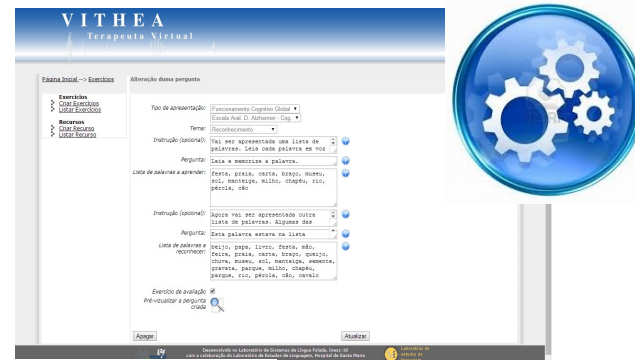 VITHEA
Terapeuta Virtual
Página Inicial --> Exercícios
Alteração duma pergunta
Exercícios
Criar Exercícios
Listar Exercícios
Recursos
Criar Recurso
Listar Recurso
Tipo de apresentação: Funcionamento Cognitivo Global
Escala Aval. D. Alzheimer - Cog.
Tema: Reconhecimento
Instrução (opcional): Vai ser apresentada uma lista de
palavras. Leia cada palavra em voz
Pergunta: Leia e memorize a palavra.
Lista de palavras a aprender: festa, praia, carta, braço, museu,
sol, manteiga, milho, chapéu, rio,
pérola, cão
Instrução (opcional): Agora vai ser apresentada outra
lista de palavras. Algumas das
Pergunta: Esta palavra estava na lista
Lista de palavras a
reconhecer:
beijo, papa, livro, festa, mão,
feira, praia, carta, braço, queijo,
chuva, museu, sol, manteiga, semente,
gravata, parque, milho, chapéu,
parque, rio, pérola, cão, cavalo
Exercício de avaliação
Pré-vizualizar a pergunta
criada
Apagar
Atualizar
Desenvolvido no Laboratório de Sistemas de Língua Falada, Inesc-Id
com a colaboração do Laboratório de Estudos de Linguagem, Hospital de Santa Maria
Laboratório de
estudos de